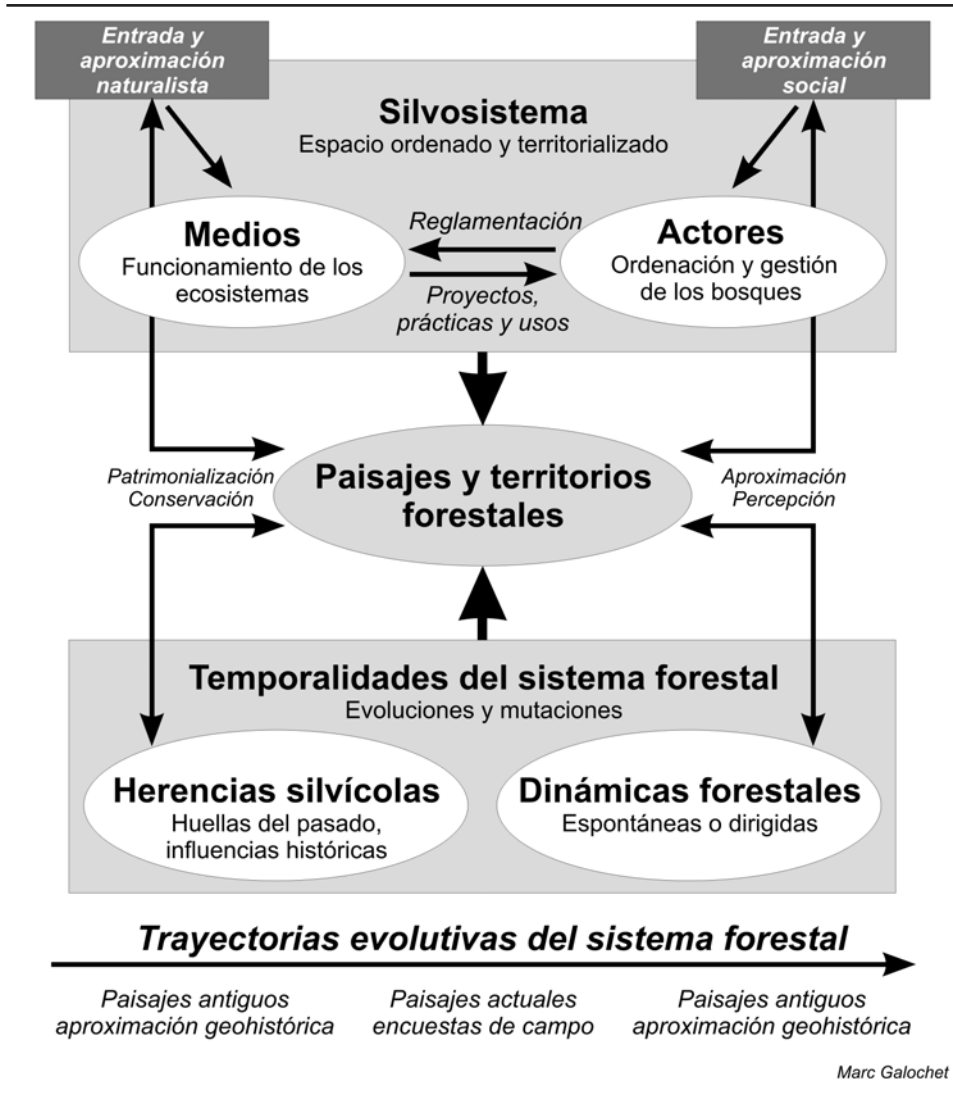 Entrada y
aproximación
naturalista
Entrada y
aproximación
social
Silvosistema
Espacio ordenado y territorializado
Medios
Funcionamiento de los
ecosistemas
Reglamentación
Proyectos,
prácticas y usos
Actores
Ordenación y gestión
de los bosques
Patrimonialización
Conservación
Paisajes y territorios
forestales
Aproximación
Percepción
Temporalidades del sistema forestal
Evoluciones y mutaciones
Herencias silvícolas
Huellas del pasado,
influencias históricas
Dinámicas forestales
Espontáneas o dirigidas
Trayectorias evolutivas del sistema forestal
Paisajes antiguos
aproximación geohistórica
Paisajes actuales
encuestas de campo
Paisajes antiguos
aproximación geohistórica
Marc Galochet